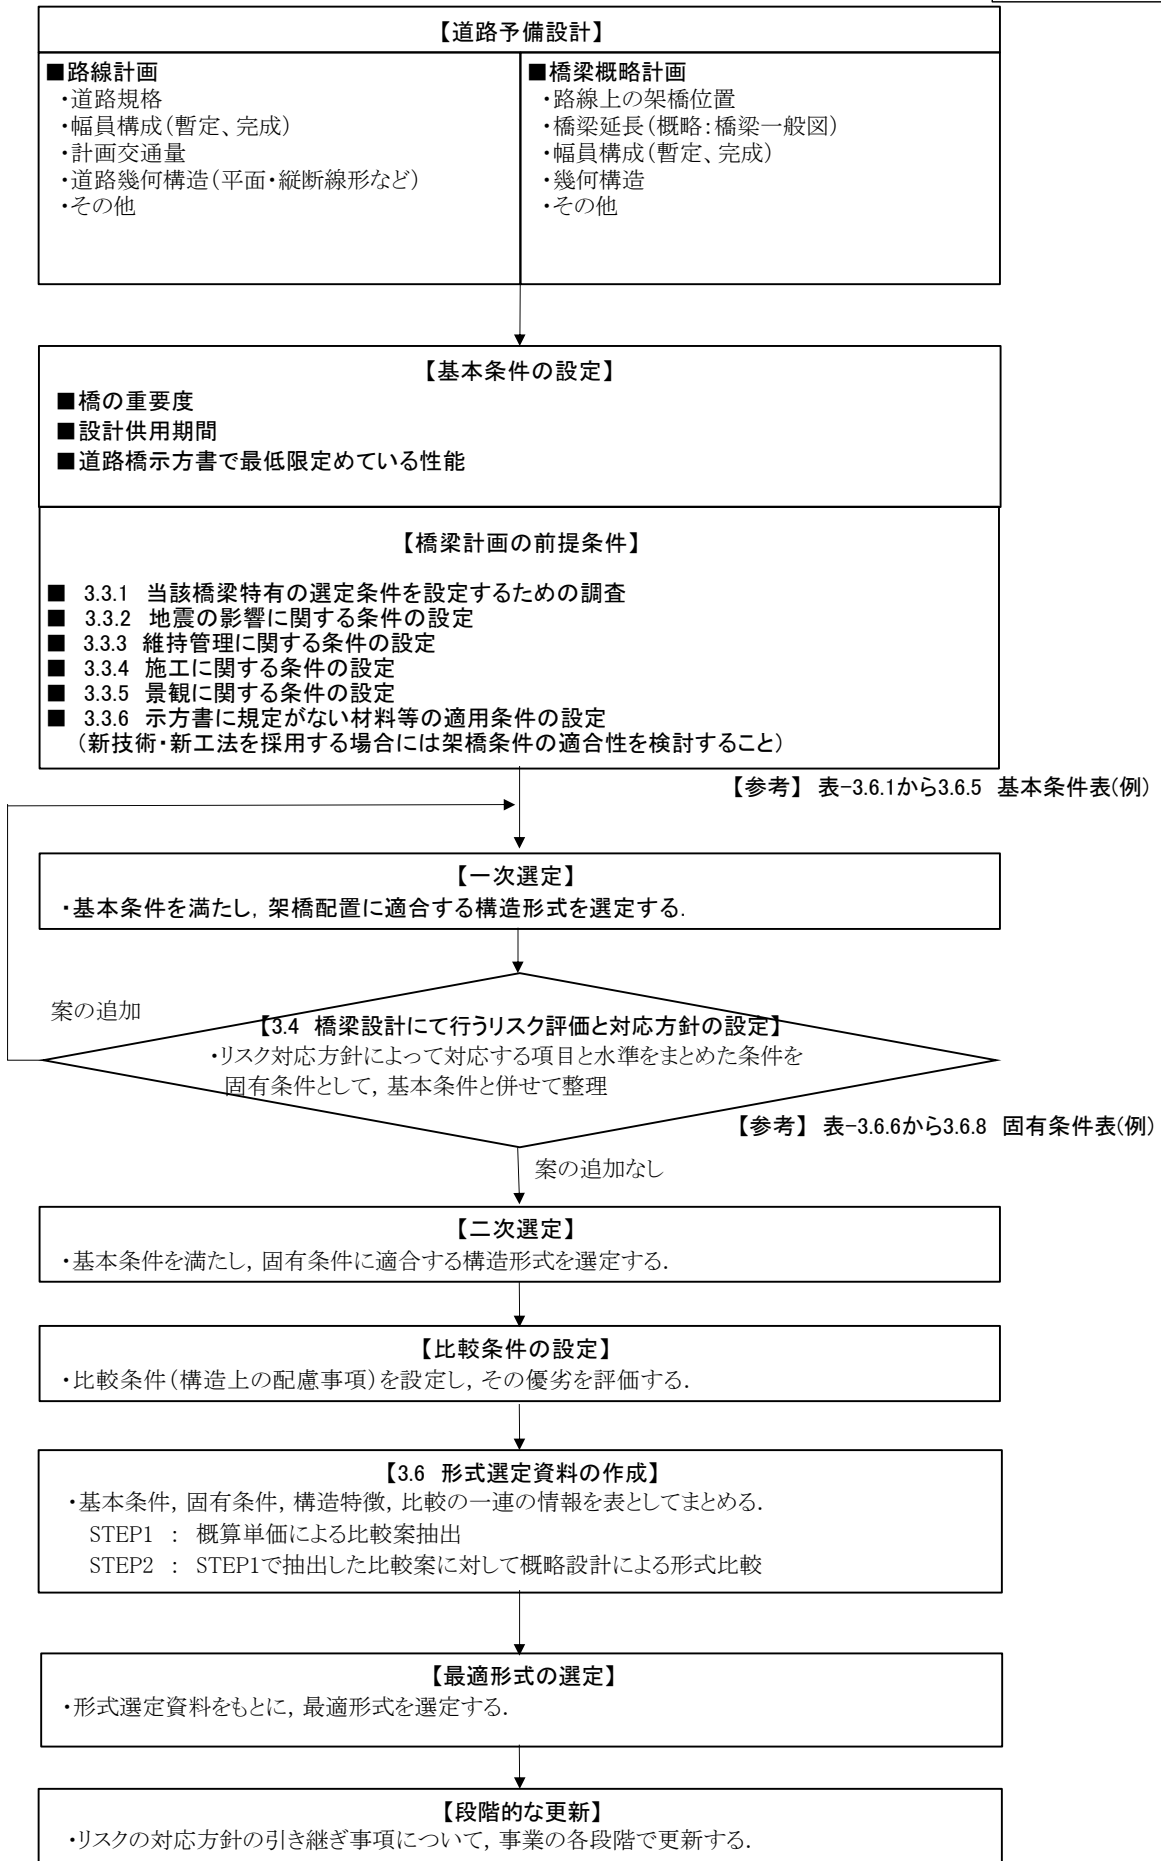 【道路予備設計】
■路線計画
・道路規格
・幅員構成(暫定、完成)
・計画交通量
・道路幾何構造(平面・縦断線形など)
・その他
■橋梁概略計画
・路線上の架橋位置
・橋梁延長(概略:橋梁一般図)
・幅員構成(暫定、完成)
・幾何構造
・その他
【基本条件の設定】
■橋の重要度
■設計供用期間
■道路橋示方書で最低限定めている性能
【橋梁計画の前提条件】
■ 3.3.1 当該橋梁特有の選定条件を設定するための調査
■ 3.3.2 地震の影響に関する条件の設定
■ 3.3.3 維持管理に関する条件の設定
■ 3.3.4 施工に関する条件の設定
■ 3.3.5 景観に関する条件の設定
■ 3.3.6 示方書に規定がない材料等の適用条件の設定
(新技術・新工法を採用する場合には架橋条件の適合性を検討すること)
【参考】 表-3.6.1から3.6.5 基本条件表(例)
【一次選定】
・基本条件を満たし, 架橋配置に適合する構造形式を選定する.
案の追加
【3.4 橋梁設計にて行うリスク評価と対応方針の設定】
・リスク対応方針によって対応する項目と水準をまとめた条件を
固有条件として, 基本条件と併せて整理
【参考】 表-3.6.6から3.6.8 固有条件表(例)
案の追加なし
【二次選定】
・基本条件を満たし, 固有条件に適合する構造形式を選定する.
【比較条件の設定】
・比較条件(構造上の配慮事項)を設定し, その優劣を評価する.
【3.6 形式選定資料の作成】
・基本条件, 固有条件, 構造特徴, 比較の一連の情報を表としてまとめる.
STEP1 : 概算単価による比較案抽出
STEP2 : STEP1で抽出した比較案に対して概略設計による形式比較
【最適形式の選定】
・形式選定資料をもとに, 最適形式を選定する.
【段階的な更新】
・リスクの対応方針の引き継ぎ事項について, 事業の各段階で更新する.